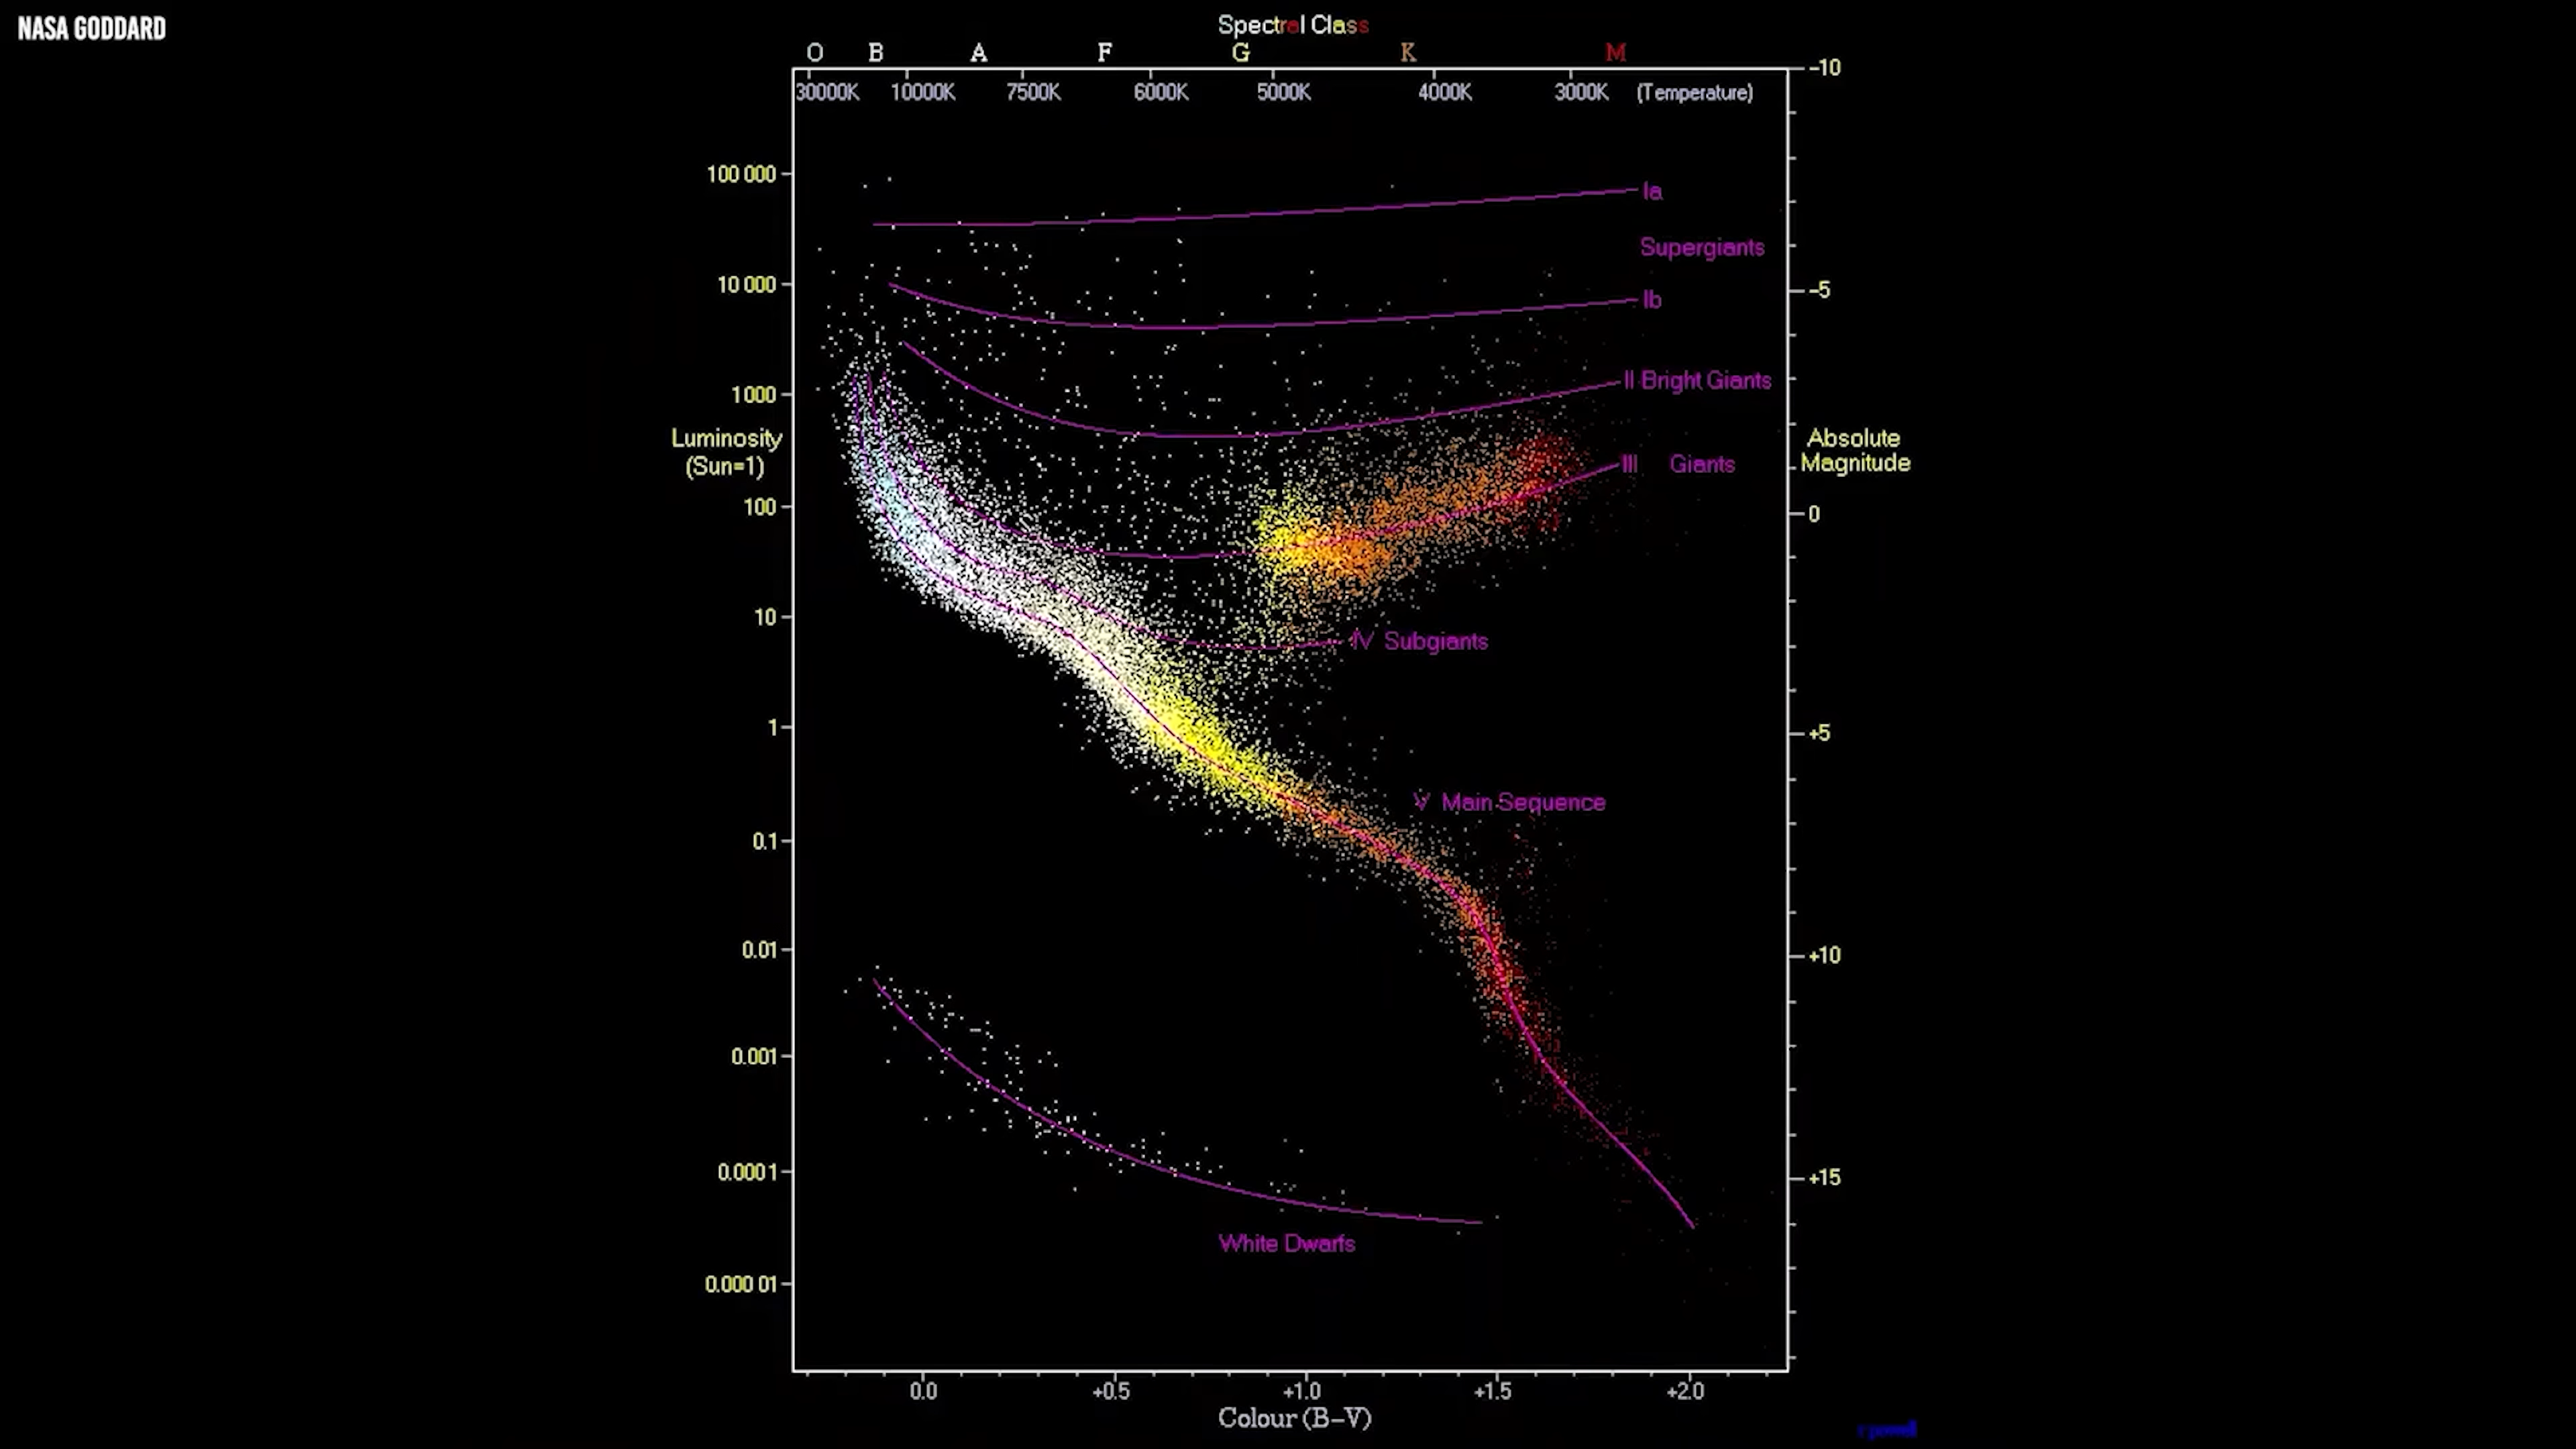 NASA GODDARD
Spectral Class
O B A F G K M
30000K 10000K 7500K 6000K 5000K 4000K 3000K (Temperature)
−10
100 000
Ia
Supergiants
10 000
−5
Ib
II Bright Giants
1 000
Luminosity
(Sun=1)
Absolute
Magnitude
III Giants
100
0
10
IV Subgiants
1
+5
V Main Sequence
0.1
0.01
+10
0.001
0.0001
+15
White Dwarfs
0.000 01
0.0 +0.5 +1.0 +1.5 +2.0
Colour (B−V)
r powell